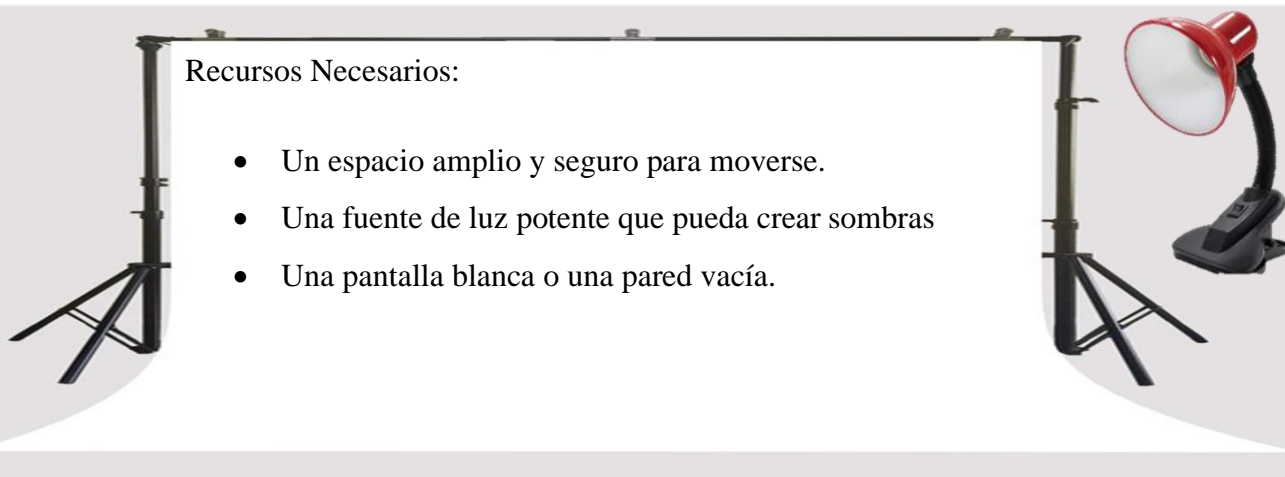 Recursos Necesarios:
• Un espacio amplio y seguro para moverse.
• Una fuente de luz potente que pueda crear sombras
• Una pantalla blanca o una pared vacía.